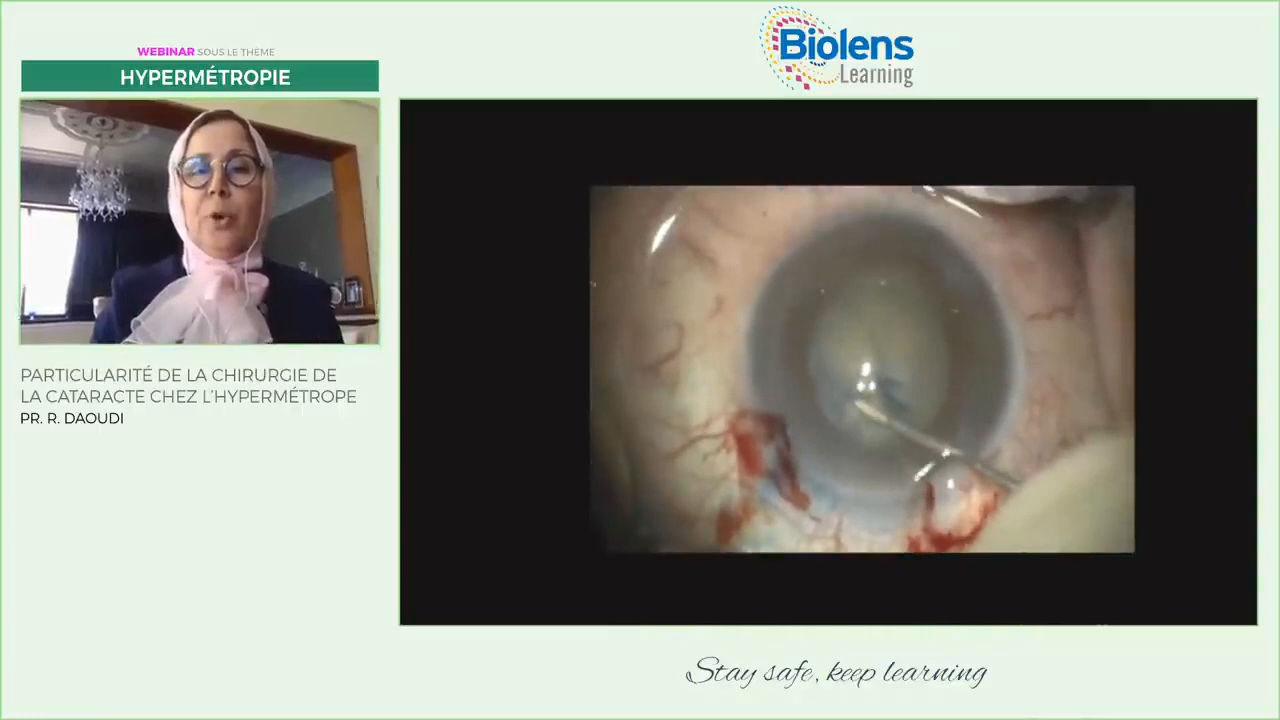 WEBINAR SOUS LE THÈME
HYPERMÉTROPIE
Biolens
Learning
PARTICULARITÉ DE LA CHIRURGIE DE
LA CATARACTE CHEZ L'HYPERMÉTROPE
PR. R. DAOUDI
Stay safe, keep learning